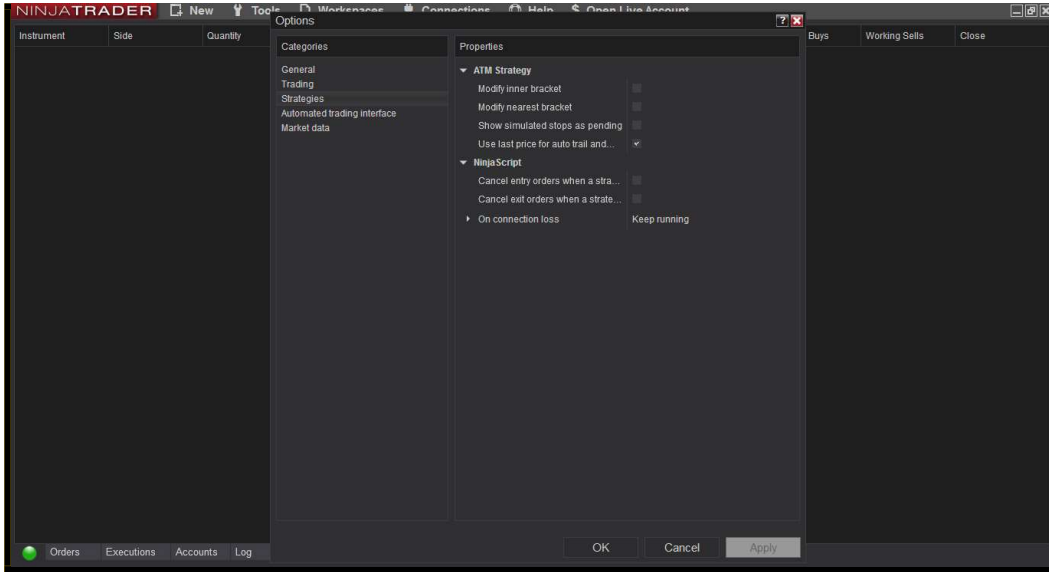 NINJATRADER New Tools Workspaces Connections Help $ Open Live Account
Options ?
Instrument Side Quantity Buys Working Sells Close
Categories
General
Trading
Strategies
Automated trading interface
Market data
Properties
ATM Strategy
Modify inner bracket
Modify nearest bracket
Show simulated stops as pending
Use last price for auto trail and...
NinjaScript
Cancel entry orders when a stra...
Cancel exit orders when a strate...
On connection loss Keep running
OK Cancel Apply
Orders Executions Accounts Log